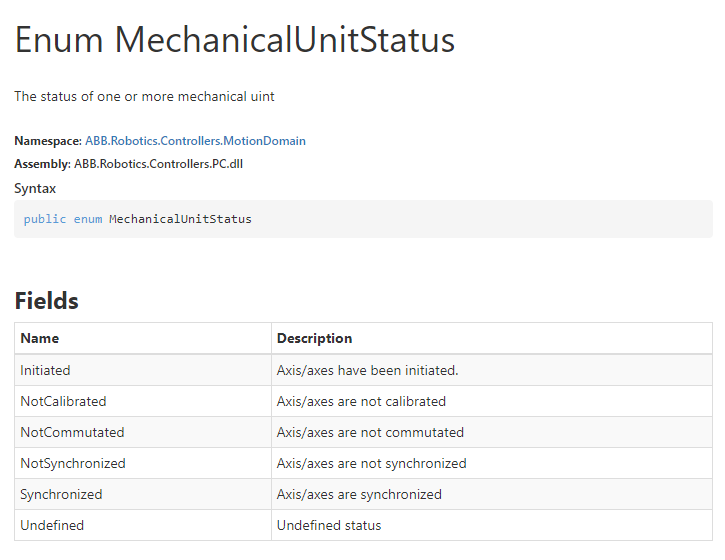 Enum MechanicalUnitStatus
The status of one or more mechanical uint
Namespace: ABB.Robotics.Controllers.MotionDomain
Assembly: ABB.Robotics.Controllers.PC.dll
Syntax
public enum MechanicalUnitStatus
Fields
Name Description
Initiated Axis/axes have been initiated.
NotCalibrated Axis/axes are not calibrated
NotCommutated Axis/axes are not commutated
NotSynchronized Axis/axes are not synchronized
Synchronized Axis/axes are synchronized
Undefined Undefined status